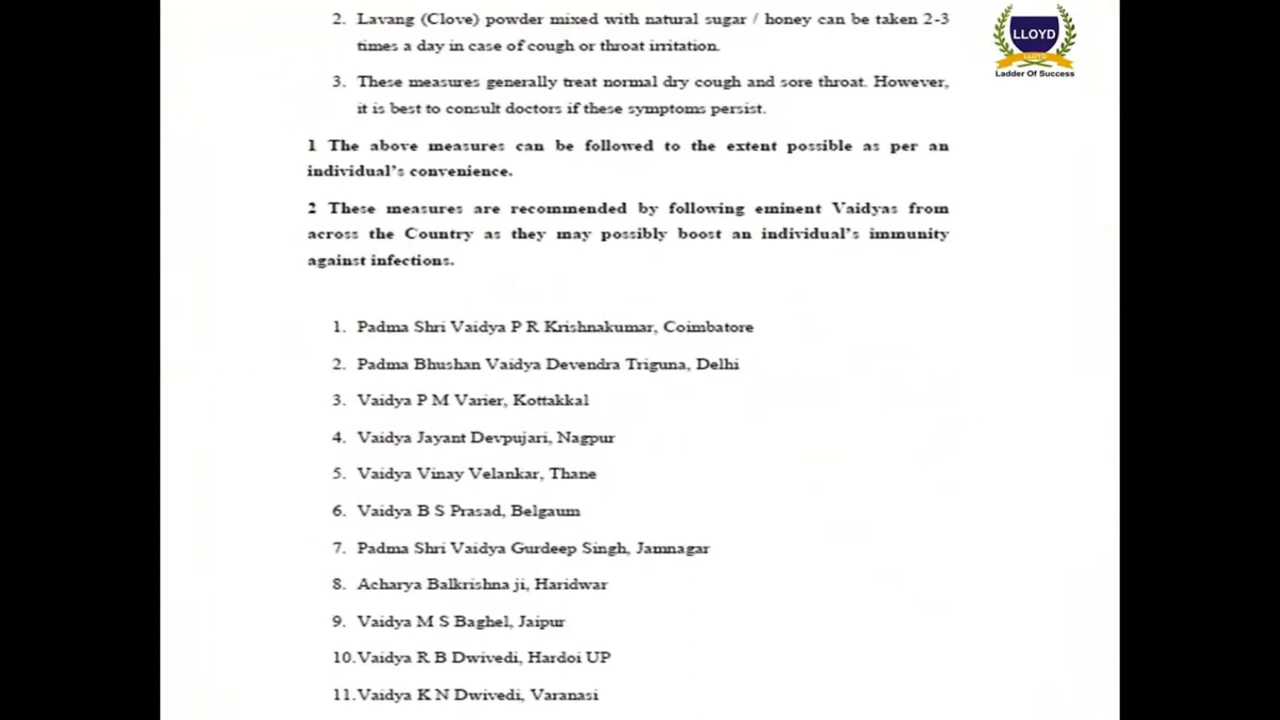 2. Lavang (Clove) powder mixed with natural sugar / honey can be taken 2-3
times a day in case of cough or throat irritation.
3. These measures generally treat normal dry cough and sore throat. However,
it is best to consult doctors if these symptoms persist.
1 The above measures can be followed to the extent possible as per an
individual's convenience.
2 These measures are recommended by following eminent Vaidyas from
across the Country as they may possibly boost an individual's immunity
against infections.
1. Padma Shri Vaidya P R Krishnakumar, Coimbatore
2. Padma Bhushan Vaidya Devendra Triguna, Delhi
3. Vaidya P M Varier, Kottakkal
4. Vaidya Jayant Devpujari, Nagpur
5. Vaidya Vinay Velankar, Thane
6. Vaidya B S Prasad, Belgaum
7. Padma Shri Vaidya Gurdeep Singh, Jamnagar
8. Acharya Balkrishna ji, Haridwar
9. Vaidya M S Baghel, Jaipur
10. Vaidya R B Dwivedi, Hardoi UP
11. Vaidya K N Dwivedi, Varanasi
LLOYD
LLOYD
Ladder Of Success